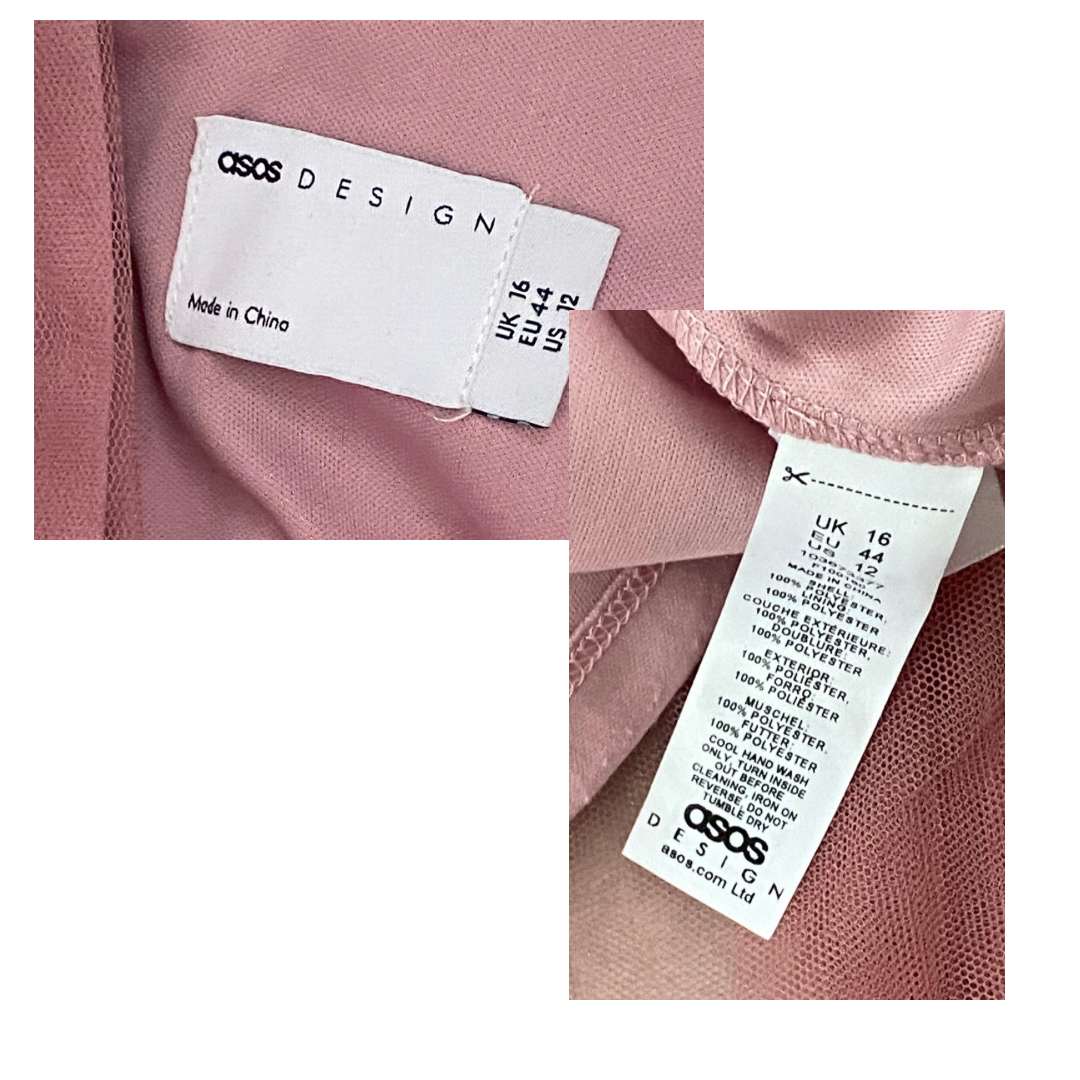 asos DESIGN
Made in China
UK 16
EU 44
US 12
UK 16
EU 44
US 12
MADE IN CHINA
SHELL:
100% POLYESTER,
LINING:
100% POLYESTER
COUCHE EXTÉRIEURE:
100% POLYESTER,
DOUBLURE:
100% POLYESTER
EXTERIOR:
100% POLIÉSTER,
FORRO:
100% POLIÉSTER
MUSCHEL:
100% POLYESTER,
FUTTER:
100% POLYESTER
COOL HAND WASH
ONLY, TURN INSIDE
OUT BEFORE
CLEANING, IRON ON
REVERSE, DO NOT
TUMBLE DRY
asos
DESIGN
asos.com Ltd